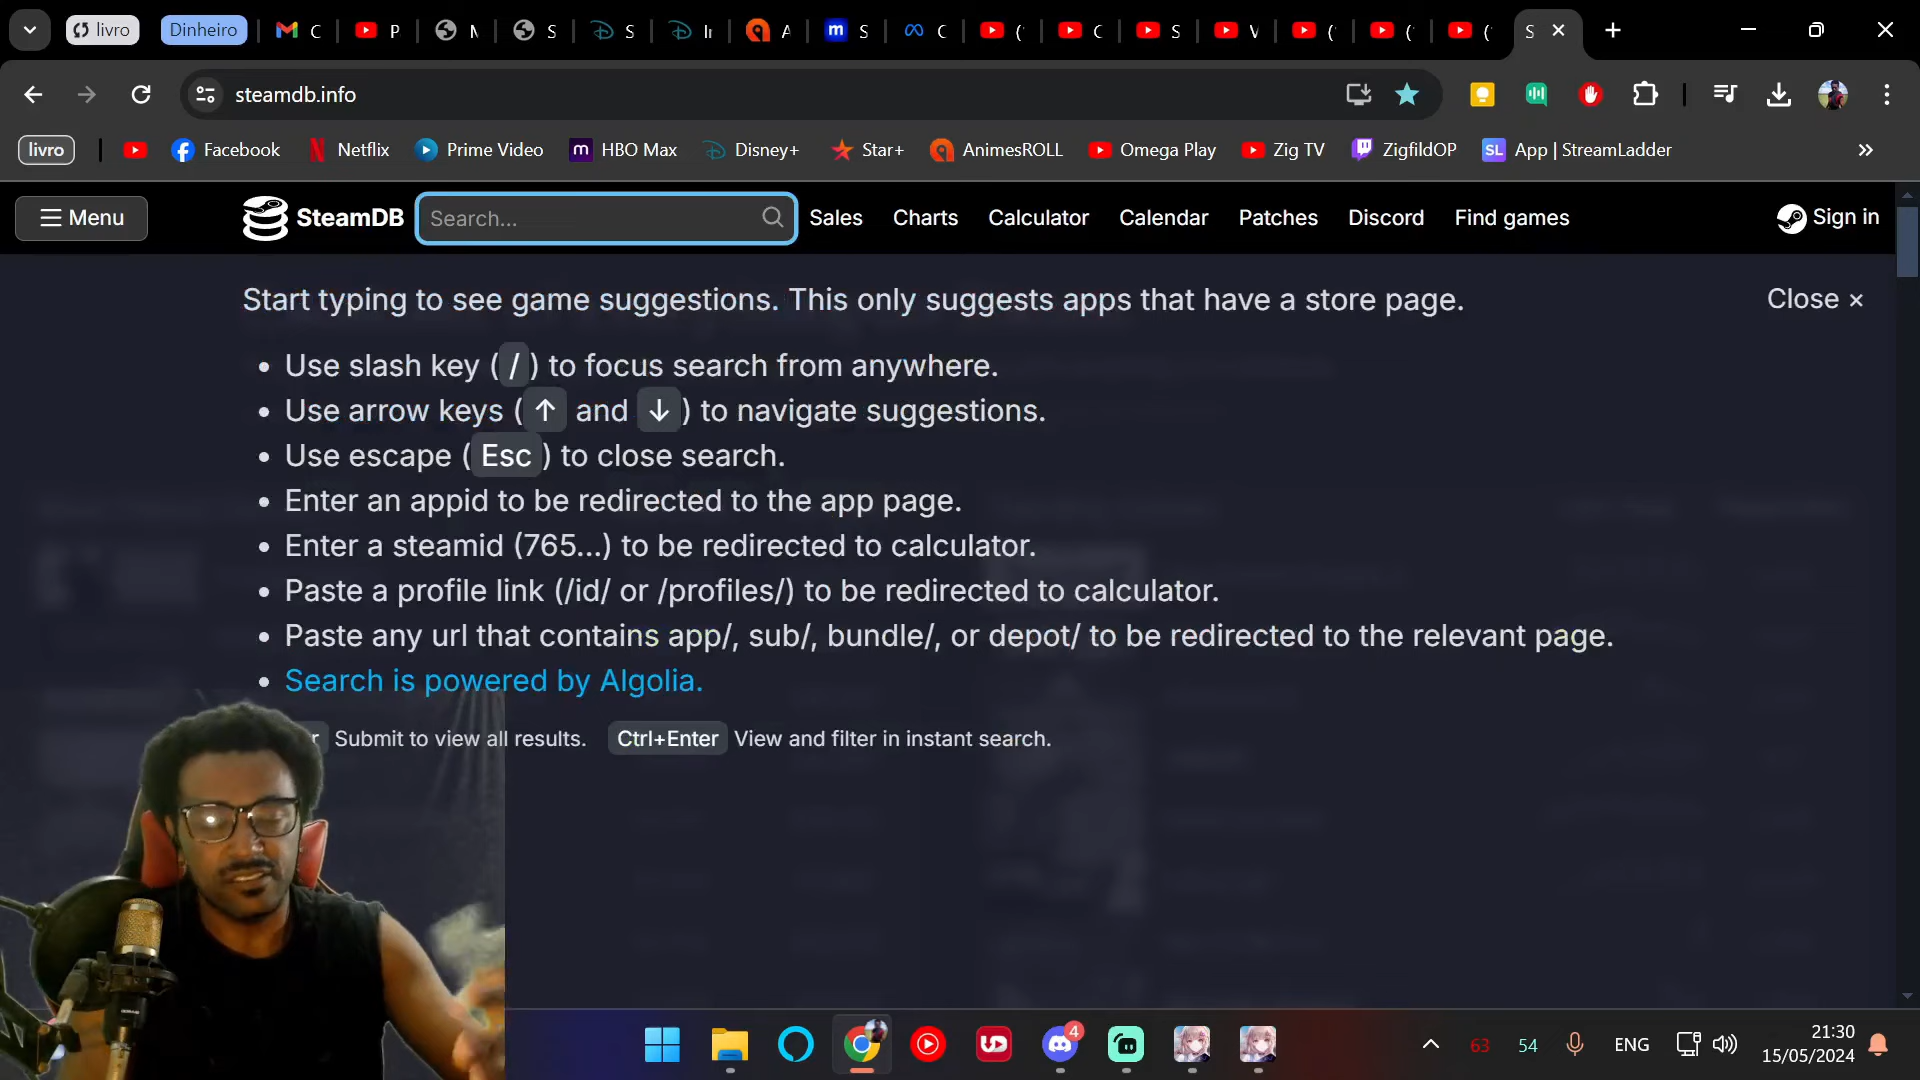 livro
Dinheiro
C
P
M
S
S
Ir
A
S
C
(
C
S
V
(
(
(
S
steamdb.info
livro
Facebook
Netflix
Prime Video
HBO Max
Disney+
Star+
AnimesROLL
Omega Play
Zig TV
ZigfildOP
App | StreamLadder
Menu
SteamDB
Search...
Sales
Charts
Calculator
Calendar
Patches
Discord
Find games
Sign in
Start typing to see game suggestions. This only suggests apps that have a store page.
Close ×
• Use slash key ( / ) to focus search from anywhere.
• Use arrow keys ( ↑ and ↓ ) to navigate suggestions.
• Use escape ( Esc ) to close search.
• Enter an appid to be redirected to the app page.
• Enter a steamid (765...) to be redirected to calculator.
• Paste a profile link (/id/ or /profiles/) to be redirected to calculator.
• Paste any url that contains app/, sub/, bundle/, or depot/ to be redirected to the relevant page.
• Search is powered by Algolia.
r Submit to view all results. Ctrl+Enter View and filter in instant search.
4
63
54
ENG
21:30
15/05/2024